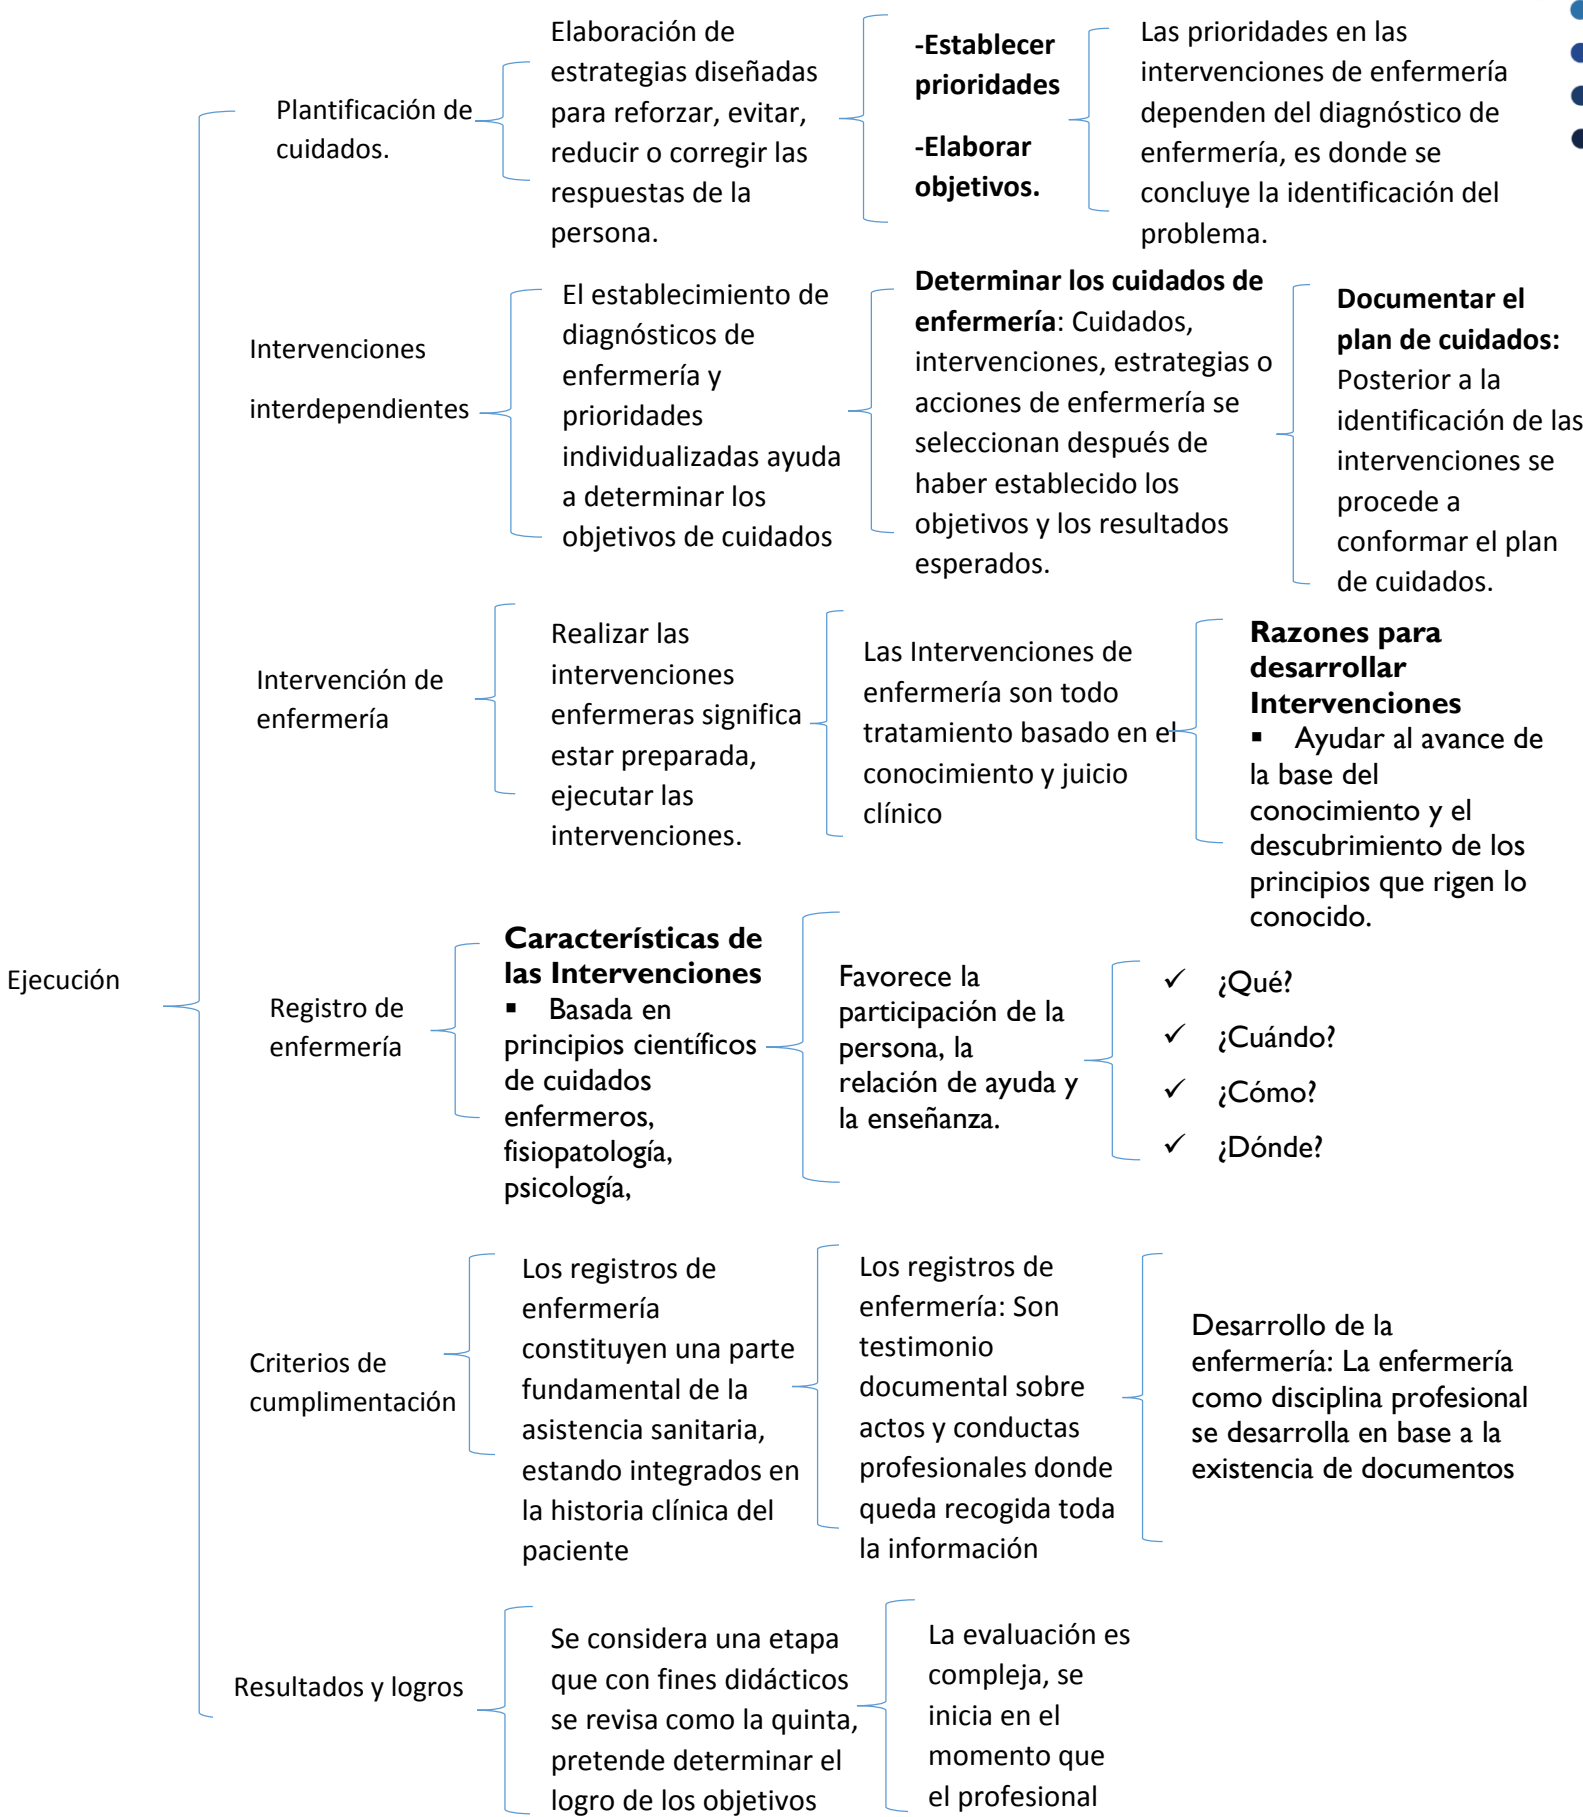 Ejecución
Plantificación de
cuidados.
Elaboración de
estrategias diseñadas
para reforzar, evitar,
reducir o corregir las
respuestas de la
persona.
-Establecer
prioridades
-Elaborar
objetivos.
Las prioridades en las
intervenciones de enfermería
dependen del diagnóstico de
enfermería, es donde se
concluye la identificación del
problema.
Intervenciones
interdependientes
El establecimiento de
diagnósticos de
enfermería y
prioridades
individualizadas ayuda
a determinar los
objetivos de cuidados
Determinar los cuidados de
enfermería: Cuidados,
intervenciones, estrategias o
acciones de enfermería se
seleccionan después de
haber establecido los
objetivos y los resultados
esperados.
Documentar el
plan de cuidados:
Posterior a la
identificación de las
intervenciones se
procede a
conformar el plan
de cuidados.
Intervención de
enfermería
Realizar las
intervenciones
enfermeras significa
estar preparada,
ejecutar las
intervenciones.
Las Intervenciones de
enfermería son todo
tratamiento basado en el
conocimiento y juicio
clínico
Razones para
desarrollar
Intervenciones
▪ Ayudar al avance de
la base del
conocimiento y el
descubrimiento de los
principios que rigen lo
conocido.
Registro de
enfermería
Características de
las Intervenciones
▪ Basada en
principios científicos
de cuidados
enfermeros,
fisiopatología,
psicología,
Favorece la
participación de la
persona, la
relación de ayuda y
la enseñanza.
✓ ¿Qué?
✓ ¿Cuándo?
✓ ¿Cómo?
✓ ¿Dónde?
Criterios de
cumplimentación
Los registros de
enfermería
constituyen una parte
fundamental de la
asistencia sanitaria,
estando integrados en
la historia clínica del
paciente
Los registros de
enfermería: Son
testimonio
documental sobre
actos y conductas
profesionales donde
queda recogida toda
la información
Desarrollo de la
enfermería: La enfermería
como disciplina profesional
se desarrolla en base a la
existencia de documentos
Resultados y logros
Se considera una etapa
que con fines didácticos
se revisa como la quinta,
pretende determinar el
logro de los objetivos
La evaluación es
compleja, se
inicia en el
momento que
el profesional